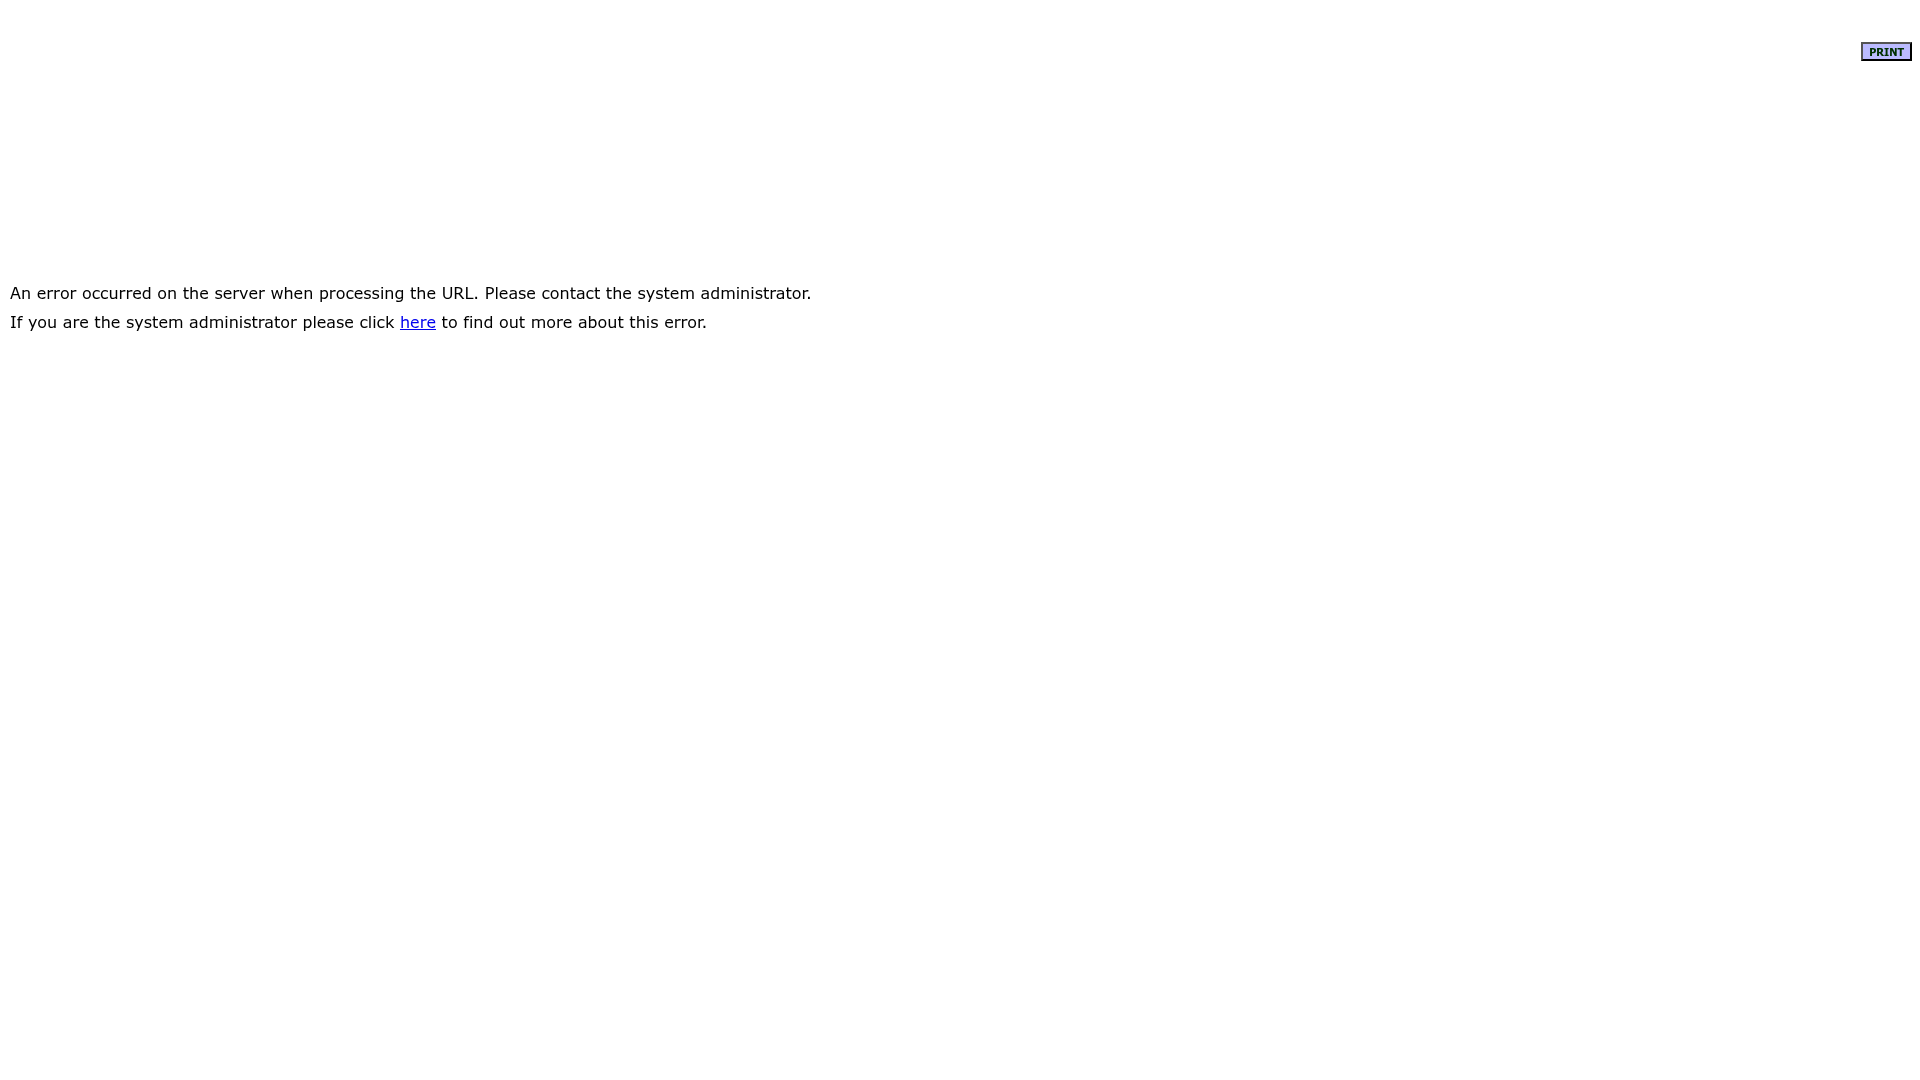 PRINT
An error occurred on the server when processing the URL. Please contact the system administrator.
If you are the system administrator please click here to find out more about this error.